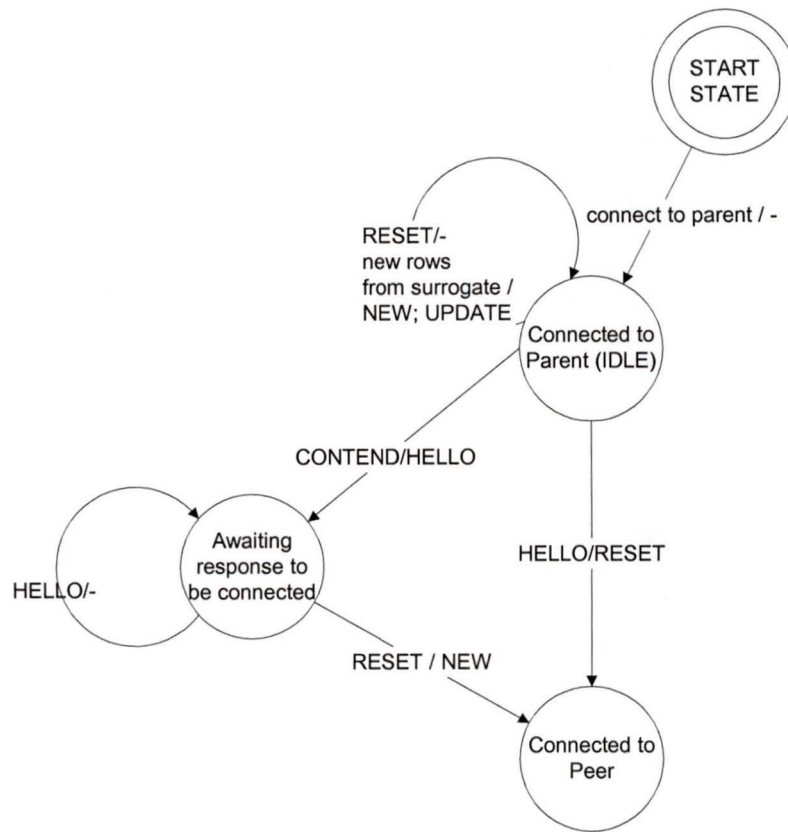 START
STATE
connect to parent / -
RESET/-
new rows
from surrogate /
NEW; UPDATE
Connected to
Parent (IDLE)
CONTEND/HELLO
Awaiting
response to
be connected
HELLO/-
HELLO/RESET
RESET / NEW
Connected to
Peer